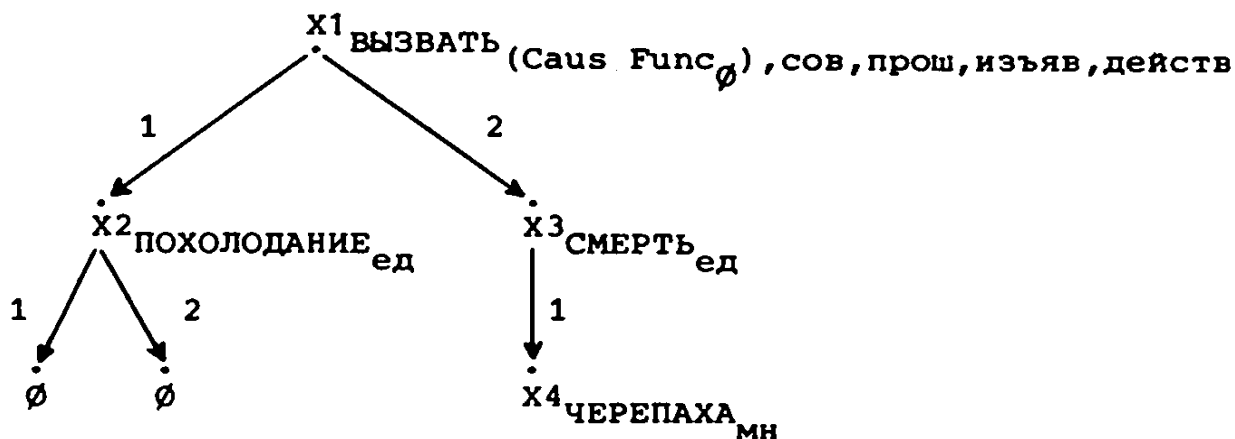 X1 ВЫЗВАТЬ (Caus Func∅), сов, прош, изъяв, действ
1 2
X2 ПОХОЛОДАНИЕ ед X3 СМЕРТЬ ед
1 2 1
∅ ∅ X4 ЧЕРЕПАХА мн